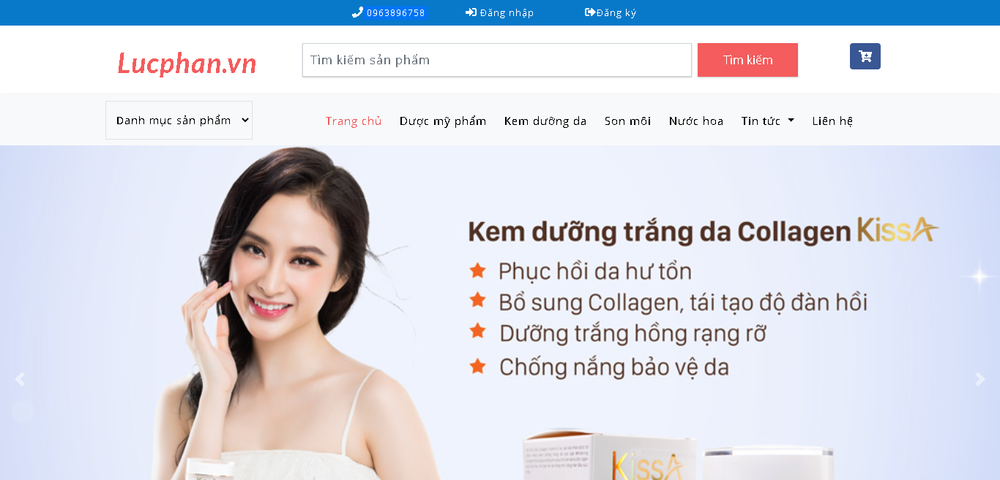 0963896758 Đăng nhập Đăng ký
Lucphan.vn Tìm kiếm sản phẩm Tìm kiếm
Danh mục sản phẩm Trang chủ Dược mỹ phẩm Kem dưỡng da Son môi Nước hoa Tin tức Liên hệ
Kem dưỡng trắng da Collagen KissA
Phục hồi da hư tổn
Bổ sung Collagen, tái tạo độ đàn hồi
Dưỡng trắng hồng rạng rỡ
Chống nắng bảo vệ da
KissA